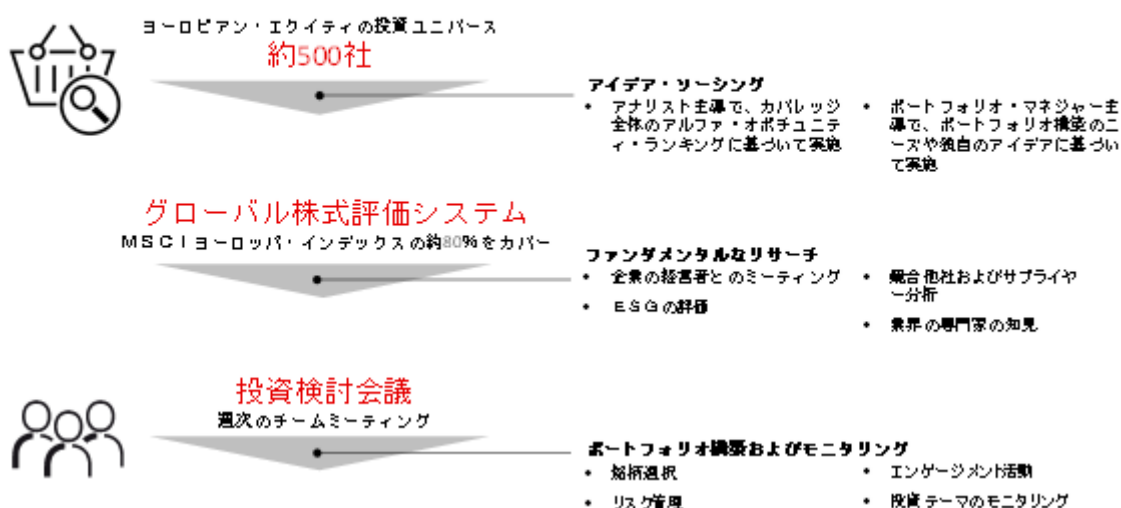 ヨーロピアン・エクイティの投資ユニバース
約500社
アイデア・ソーシング
• アナリスト主導で、カバレッジ
全体のアルファ・オポチュニテ
ィ・ランキングに基づいて実施
• ポートフォリオ・マネジャー主
導で、ポートフォリオ構築のニ
ーズや独自のアイデアに基づい
て実施
グローバル株式評価システム
MSCIヨーロッパ・インデックスの約80%をカバー
ファンダメンタルなリサーチ
• 企業の経営者とのミーティング
• ESGの評価
• 競合他社およびサプライヤ
ー分析
• 業界の専門家の知見
投資検討会議
週次のチームミーティング
ポートフォリオ構築およびモニタリング
• 銘柄選択
• リスク管理
• エンゲージメント活動
• 投資テーマのモニタリング